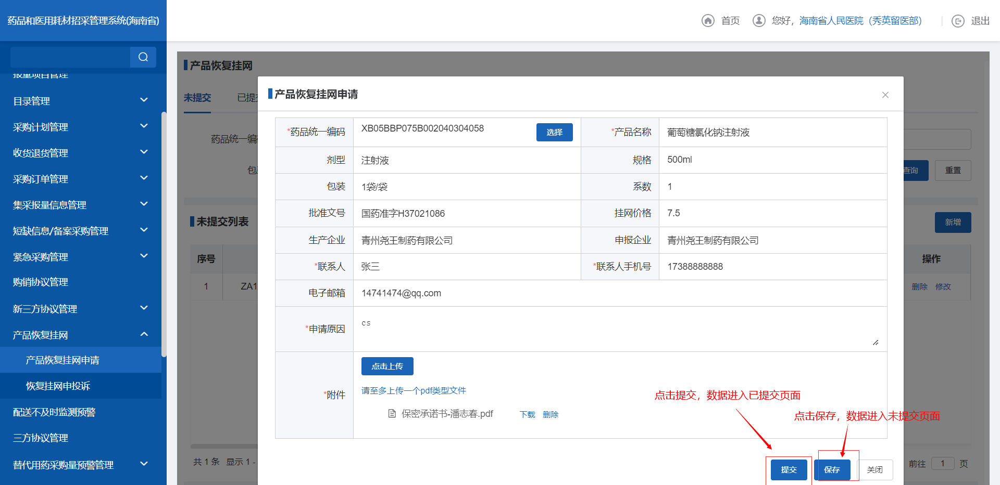 药品和医用耗材招采管理系统(海南省)
首页
您好，海南省人民医院（秀英留医部）
退出
报量项目管理
目录管理
采购计划管理
收货退货管理
采购订单管理
集采报量信息管理
短缺信息/备案采购管理
紧急采购管理
购销协议管理
新三方协议管理
产品恢复挂网
产品恢复挂网申请
恢复挂网申投诉
配送不及时监测预警
三方协议管理
替代用药采购量预警管理
产品恢复挂网
未提交
已提交
药品统一编码
查询
重置
未提交列表
新增
序号
操作
1
ZA1
删除 修改
共 1 条 显示 1 -
前往 1 页
产品恢复挂网申请
*药品统一编码 XB05BBP075B002040304058 选择 *产品名称 葡萄糖氯化钠注射液
剂型 注射液 规格 500ml
包装 1袋/袋 系数 1
批准文号 国药准字H37021086 挂网价格 7.5
生产企业 青州尧王制药有限公司 申报企业 青州尧王制药有限公司
*联系人 张三 *联系人手机号 17388888888
电子邮箱 14741474@qq.com
*申请原因 cs
*附件 点击上传
请至多上传一个pdf类型文件
保密承诺书-潘志春.pdf 下载 删除
点击提交，数据进入已提交页面
点击保存，数据进入未提交页面
提交 保存 关闭